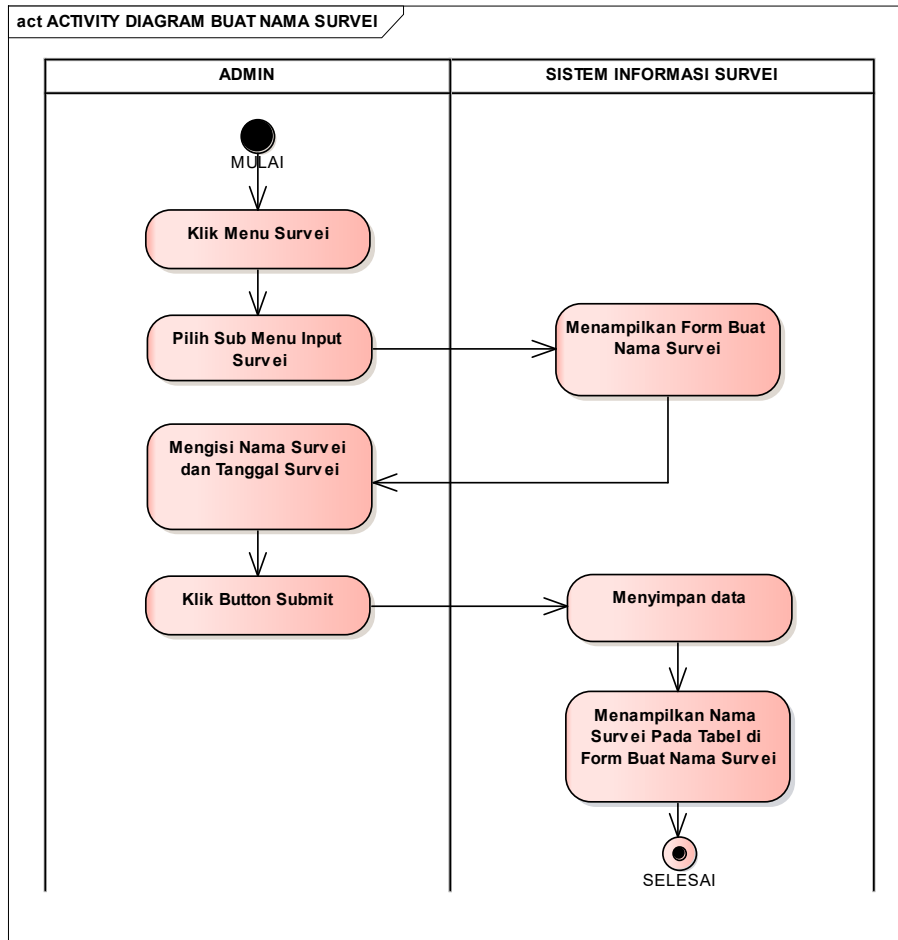 act ACTIVITY DIAGRAM BUAT NAMA SURVEI
ADMIN
SISTEM INFORMASI SURVEI
MULAI
Klik Menu Survei
Pilih Sub Menu Input
Survei
Menampilkan Form Buat
Nama Survei
Mengisi Nama Survei
dan Tanggal Survei
Klik Button Submit
Menyimpan data
Menampilkan Nama
Survei Pada Tabel di
Form Buat Nama Survei
SELESAI